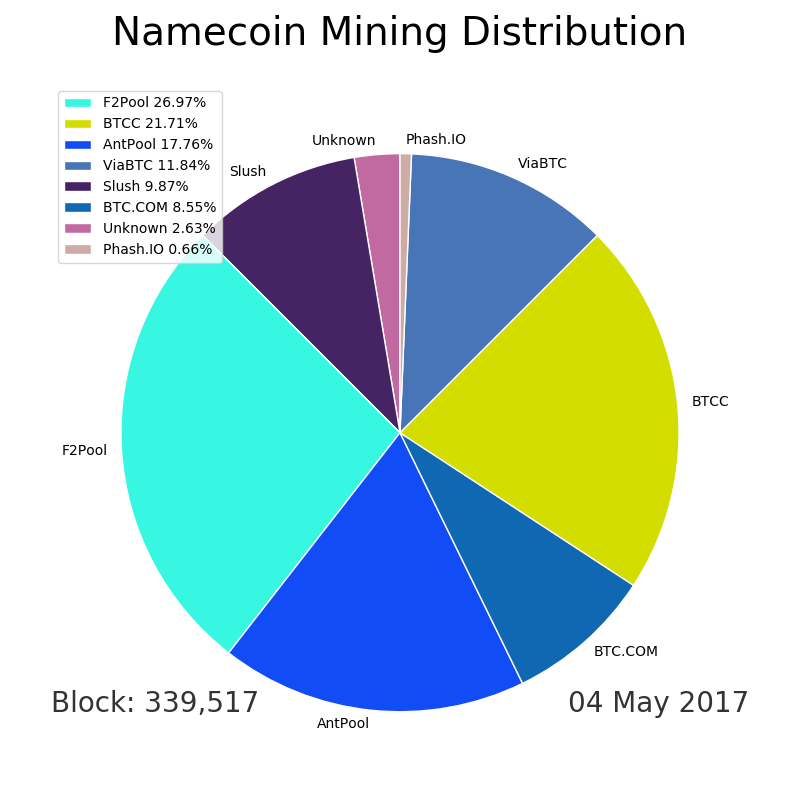 Namecoin Mining Distribution
F2Pool 26.97%
BTCC 21.71%
AntPool 17.76%
ViaBTC 11.84%
Slush 9.87%
BTC.COM 8.55%
Unknown 2.63%
Phash.IO 0.66%
Unknown
Phash.IO
Slush
ViaBTC
BTCC
F2Pool
BTC.COM
AntPool
Block: 339,517
04 May 2017